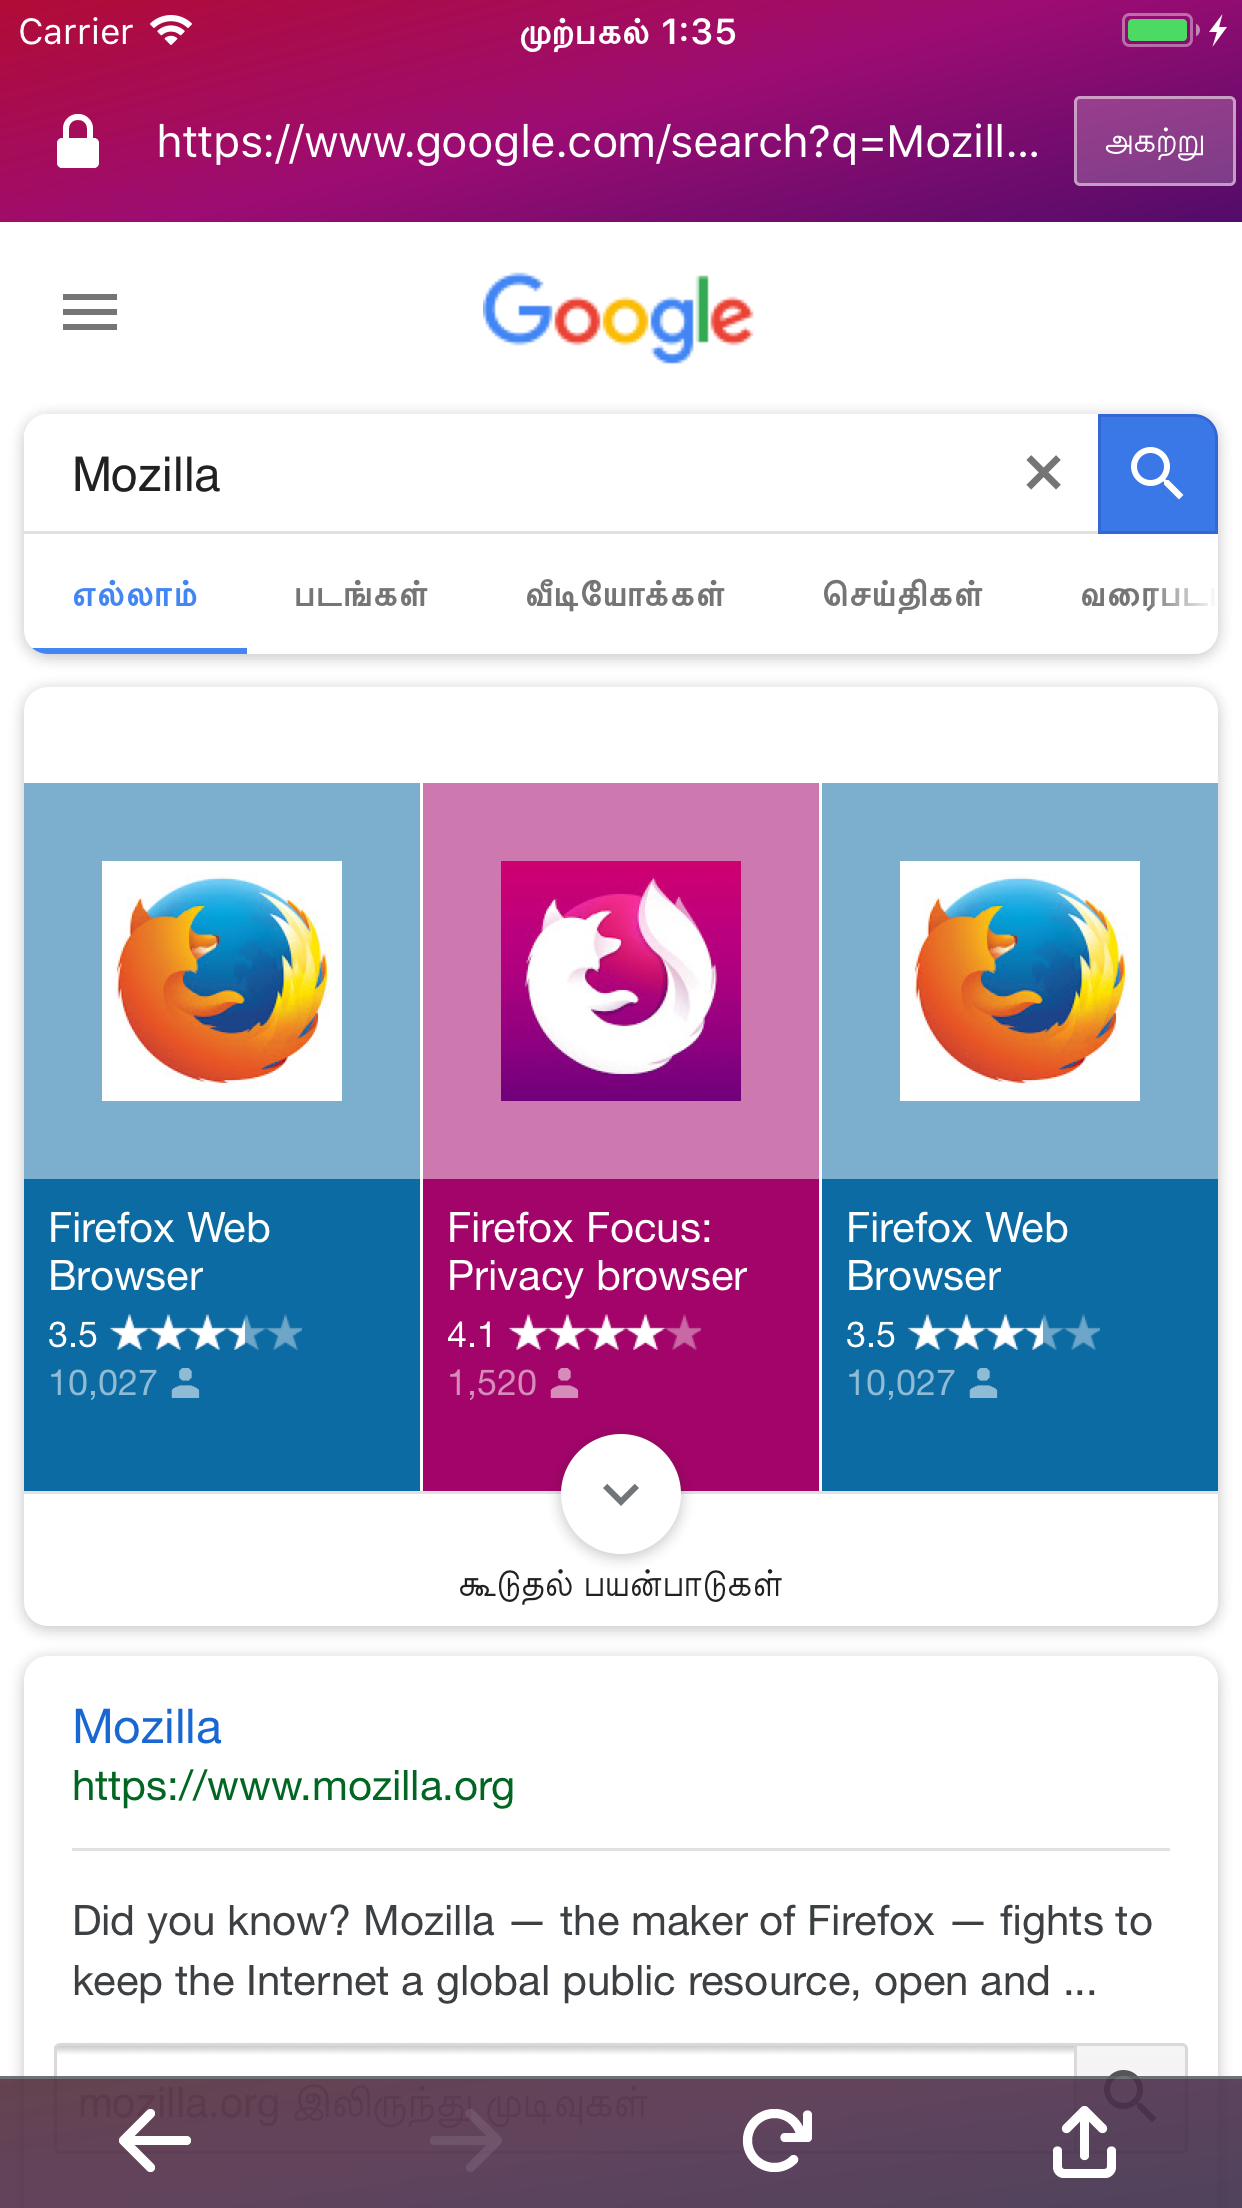 Carrier முற்பகல் 1:35
https://www.google.com/search?q=Mozill... அகற்று
Google
Mozilla
எல்லாம் படங்கள் வீடியோக்கள் செய்திகள் வரைபட
Firefox Web Browser
3.5
10,027
Firefox Focus: Privacy browser
4.1
1,520
Firefox Web Browser
3.5
10,027
கூடுதல் பயன்பாடுகள்
Mozilla
https://www.mozilla.org
Did you know? Mozilla — the maker of Firefox — fights to
keep the Internet a global public resource, open and ...
mozilla.org இலிருந்து முடிவுகள்